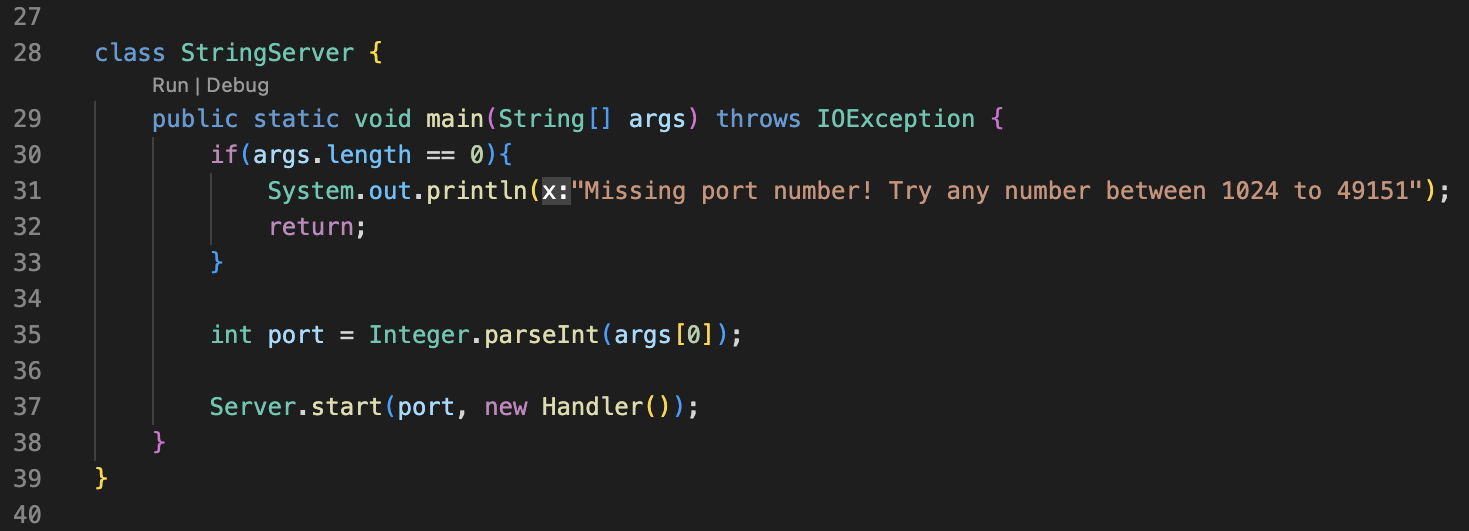 27
28 class StringServer {
Run | Debug
29 public static void main(String[] args) throws IOException {
30 if(args.length == 0){
31 System.out.println(x:"Missing port number! Try any number between 1024 to 49151");
32 return;
33 }
34
35 int port = Integer.parseInt(args[0]);
36
37 Server.start(port, new Handler());
38 }
39 }
40